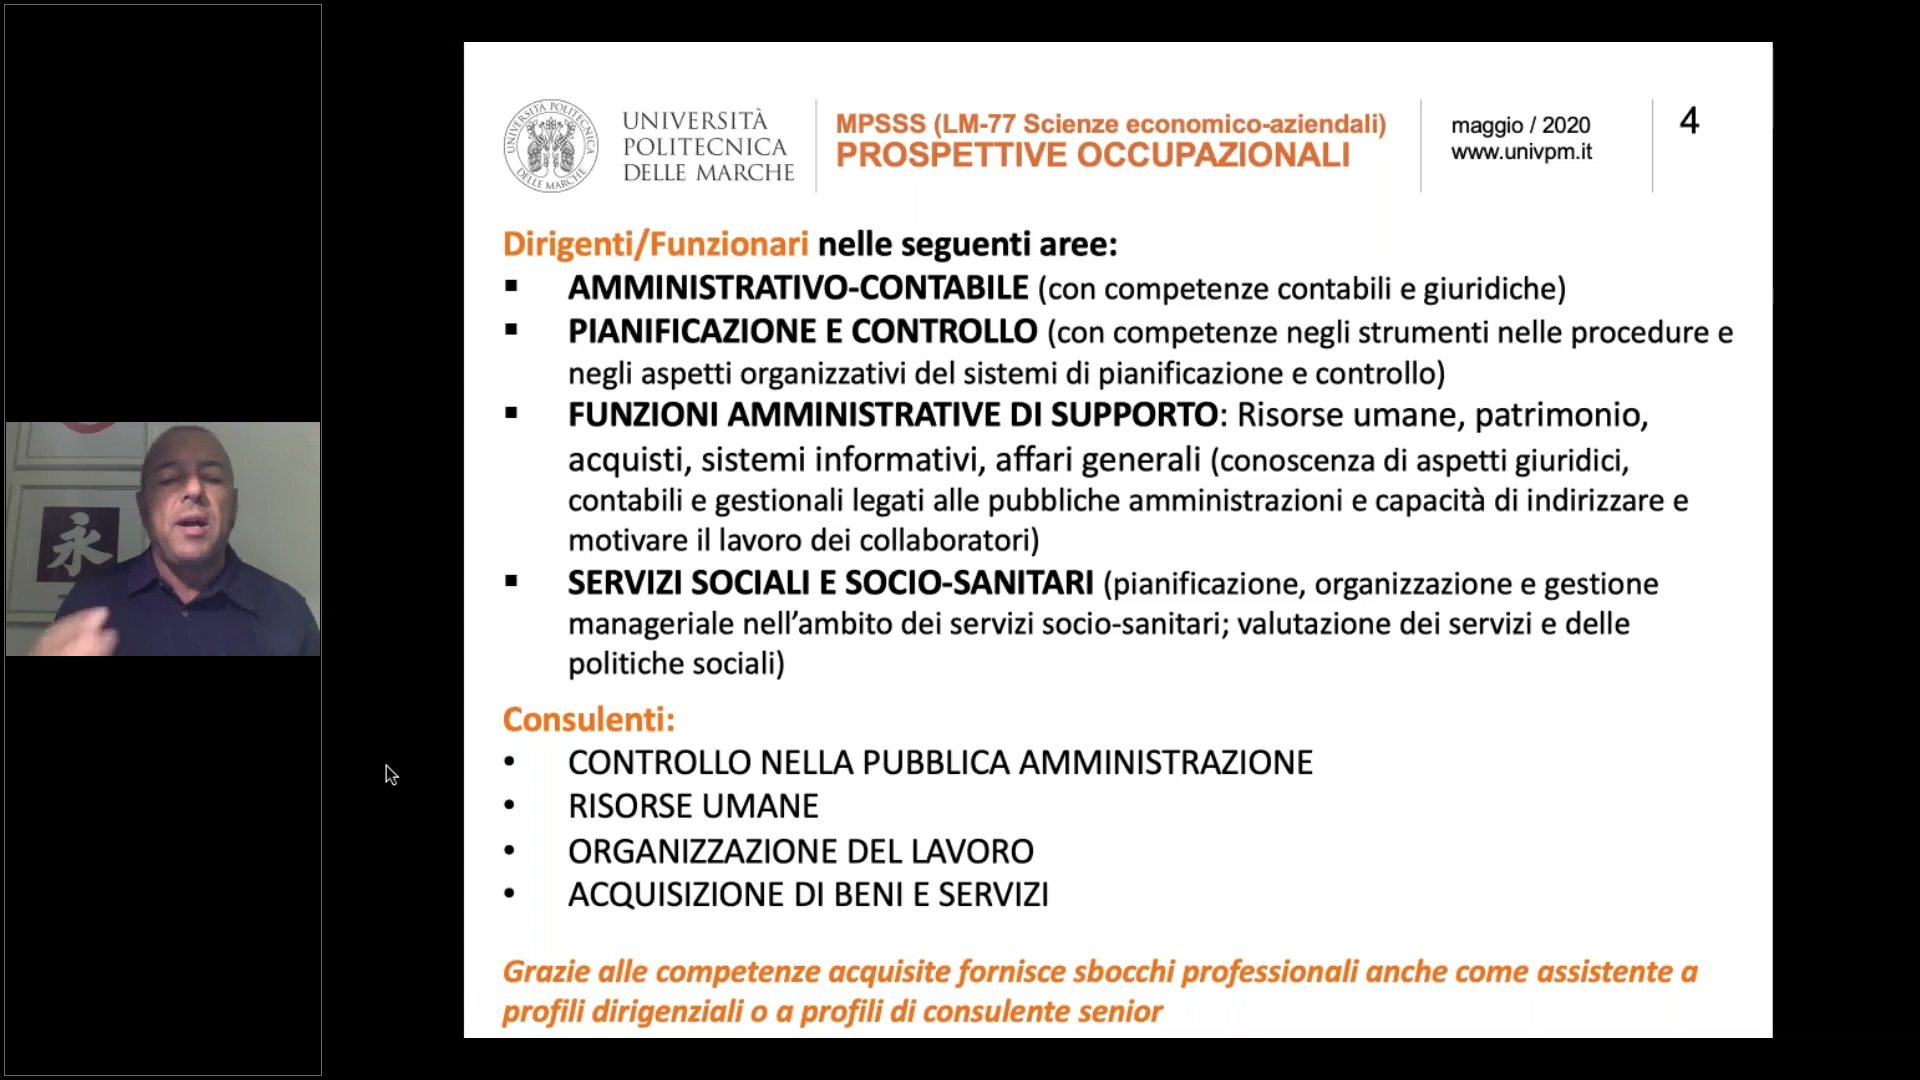 UNIVERSITÀ POLITECNICA
DELLE MARCHE
UNIVERSITÀ
POLITECNICA
DELLE MARCHE
MPSSS (LM-77 Scienze economico-aziendali)
PROSPETTIVE OCCUPAZIONALI
maggio / 2020
www.univpm.it
4
Dirigenti/Funzionari nelle seguenti aree:
▪ AMMINISTRATIVO-CONTABILE (con competenze contabili e giuridiche)
▪ PIANIFICAZIONE E CONTROLLO (con competenze negli strumenti nelle procedure e
negli aspetti organizzativi del sistemi di pianificazione e controllo)
▪ FUNZIONI AMMINISTRATIVE DI SUPPORTO: Risorse umane, patrimonio,
acquisti, sistemi informativi, affari generali (conoscenza di aspetti giuridici,
contabili e gestionali legati alle pubbliche amministrazioni e capacità di indirizzare e
motivare il lavoro dei collaboratori)
▪ SERVIZI SOCIALI E SOCIO-SANITARI (pianificazione, organizzazione e gestione
manageriale nell’ambito dei servizi socio-sanitari; valutazione dei servizi e delle
politiche sociali)
Consulenti:
• CONTROLLO NELLA PUBBLICA AMMINISTRAZIONE
• RISORSE UMANE
• ORGANIZZAZIONE DEL LAVORO
• ACQUISIZIONE DI BENI E SERVIZI
Grazie alle competenze acquisite fornisce sbocchi professionali anche come assistente a
profili dirigenziali o a profili di consulente senior
永